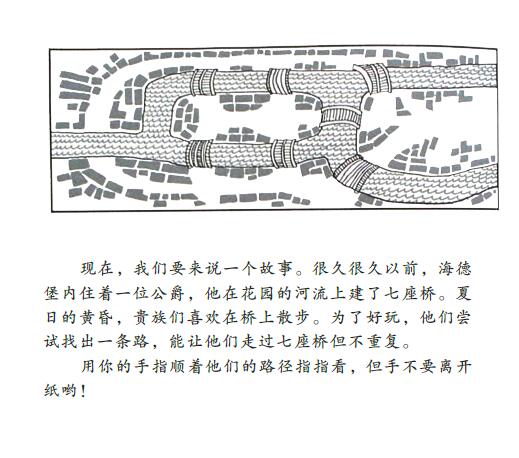 现在，我们要来说一个故事。很久很久以前，海德
堡内住着一位公爵，他在花园的河流上建了七座桥。夏
日的黄昏，贵族们喜欢在桥上散步。为了好玩，他们尝
试找出一条路，能让他们走过七座桥但不重复。
用你的手指顺着他们的路径指指看，但手不要离开
纸哟！